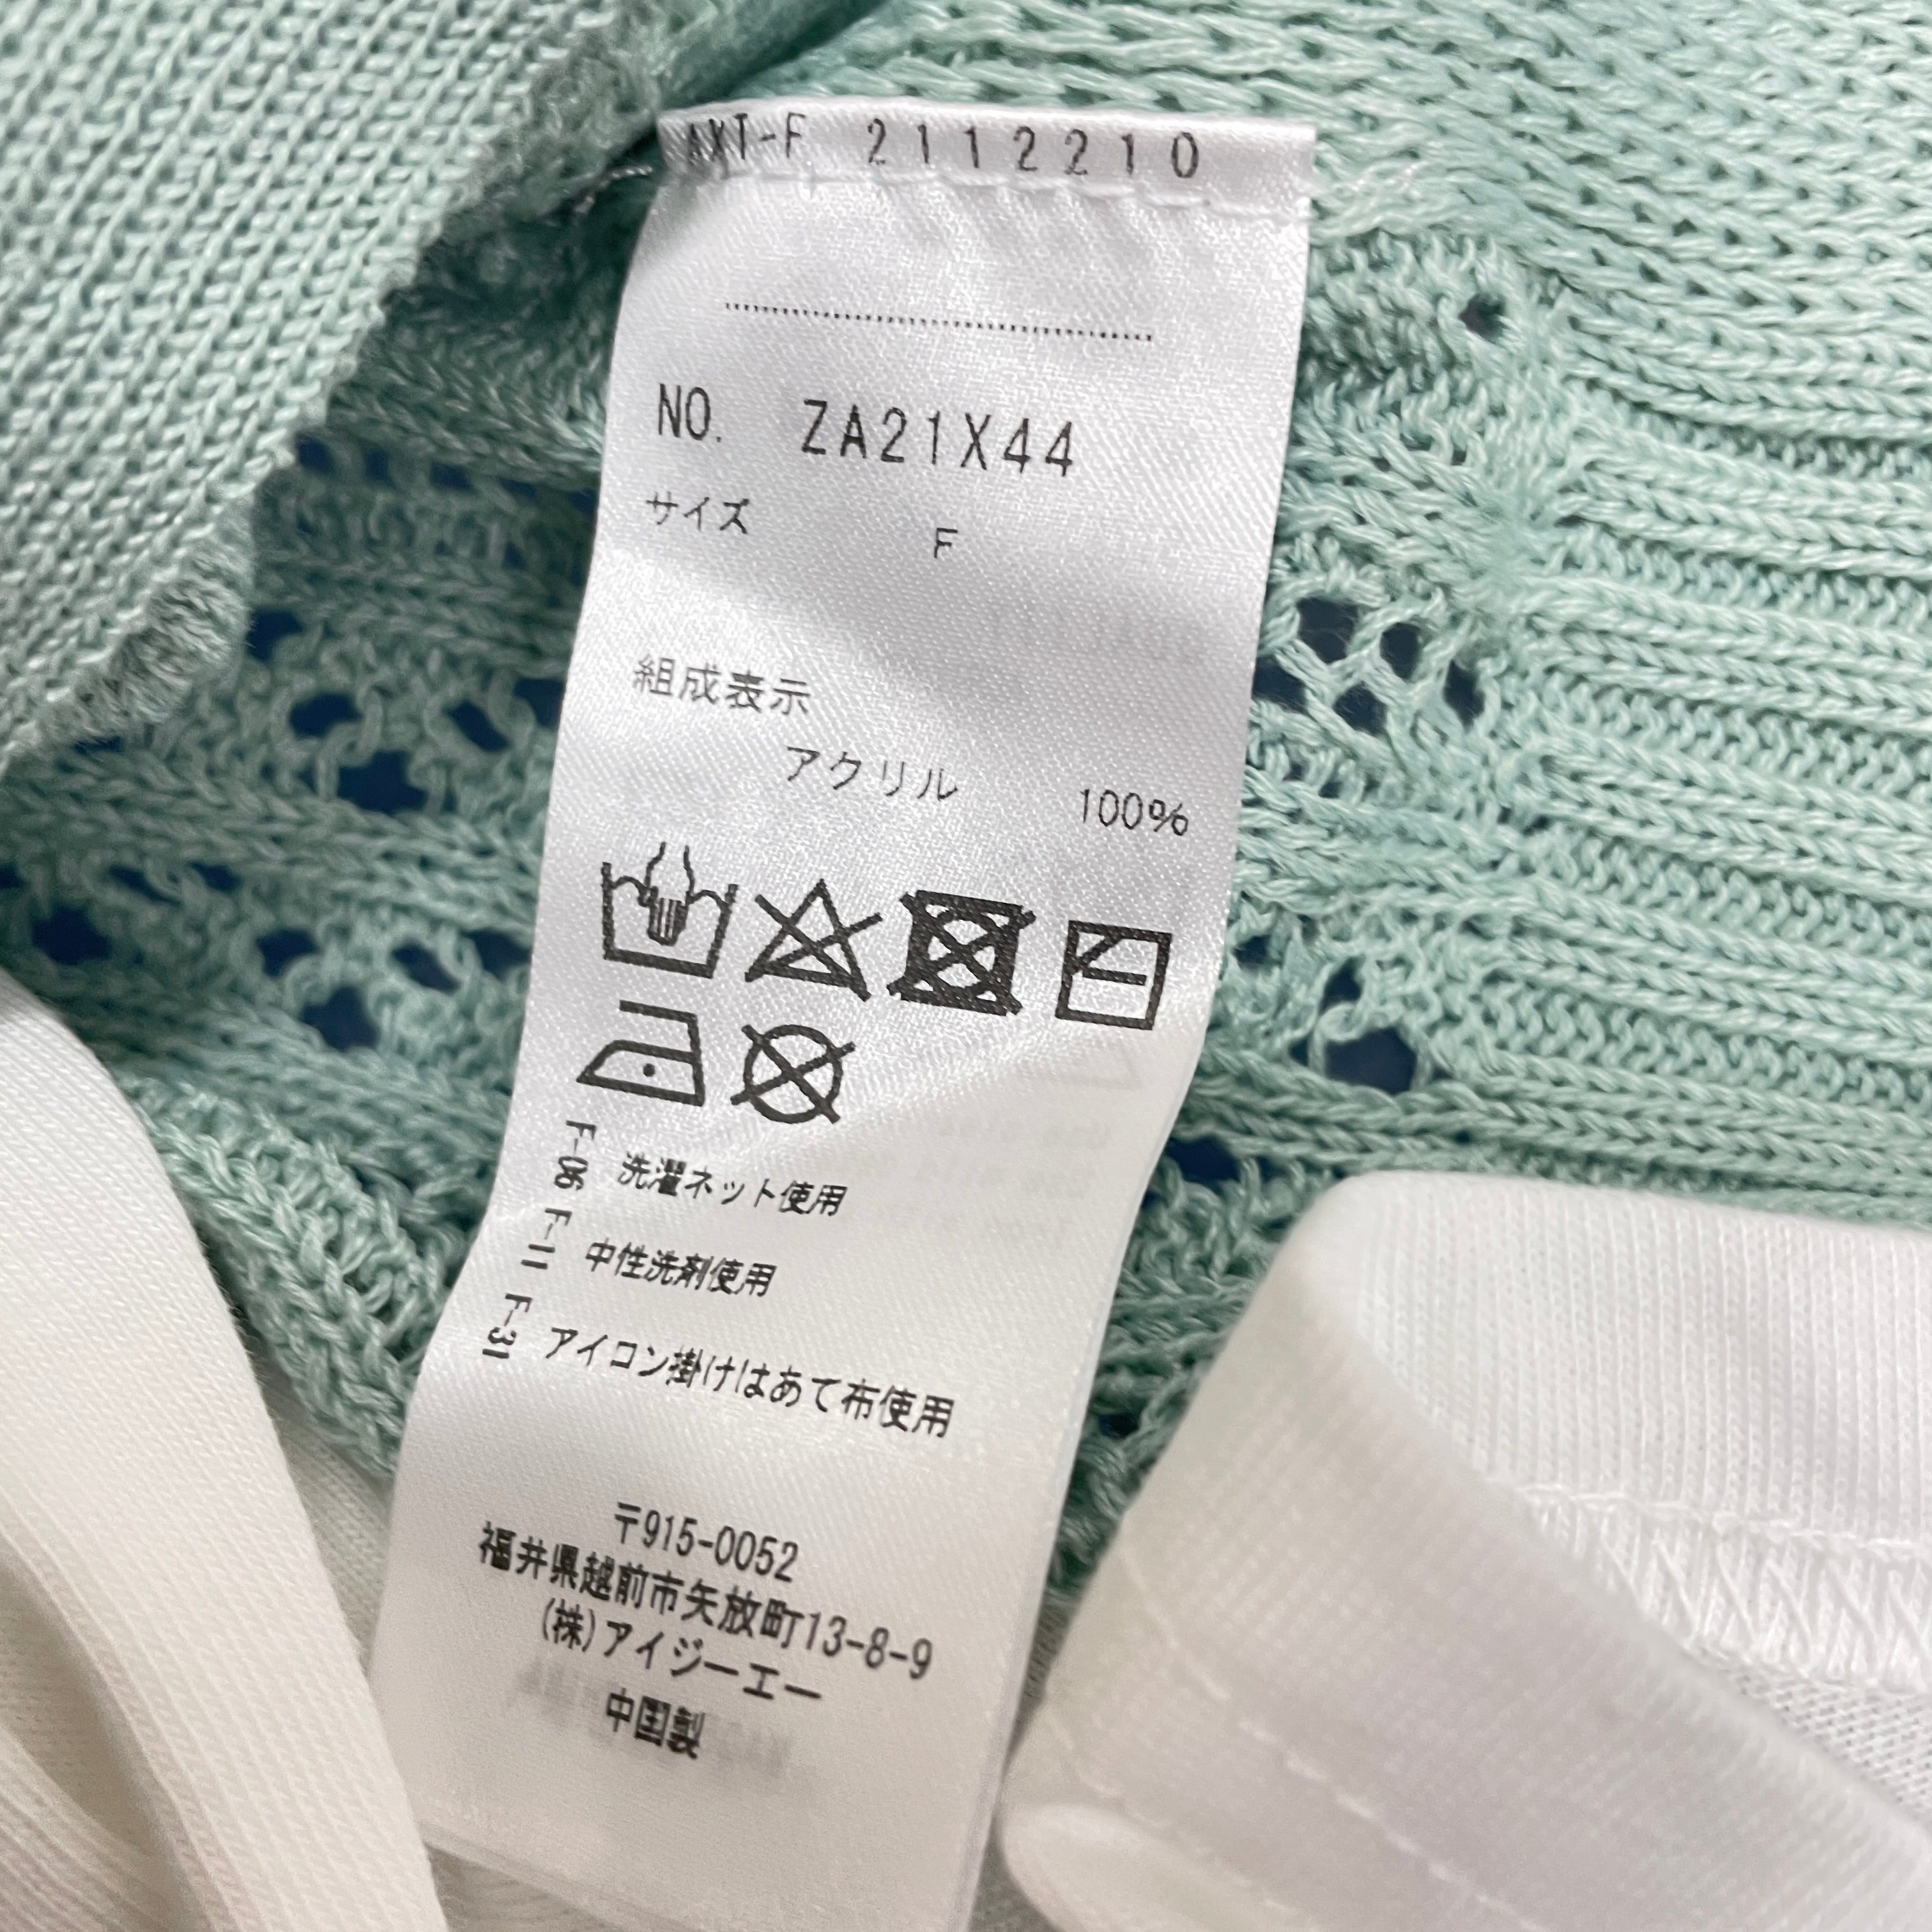 AXT-F 2112210
NO. ZA21X44
サイズ F
組成表示
アクリル 100%
F-06 洗濯ネット使用
F-11 中性洗剤使用
F-31 アイロン掛けはあて布使用
〒915-0052
福井県越前市矢放町13-8-9
(株)アイジーエー
中国製